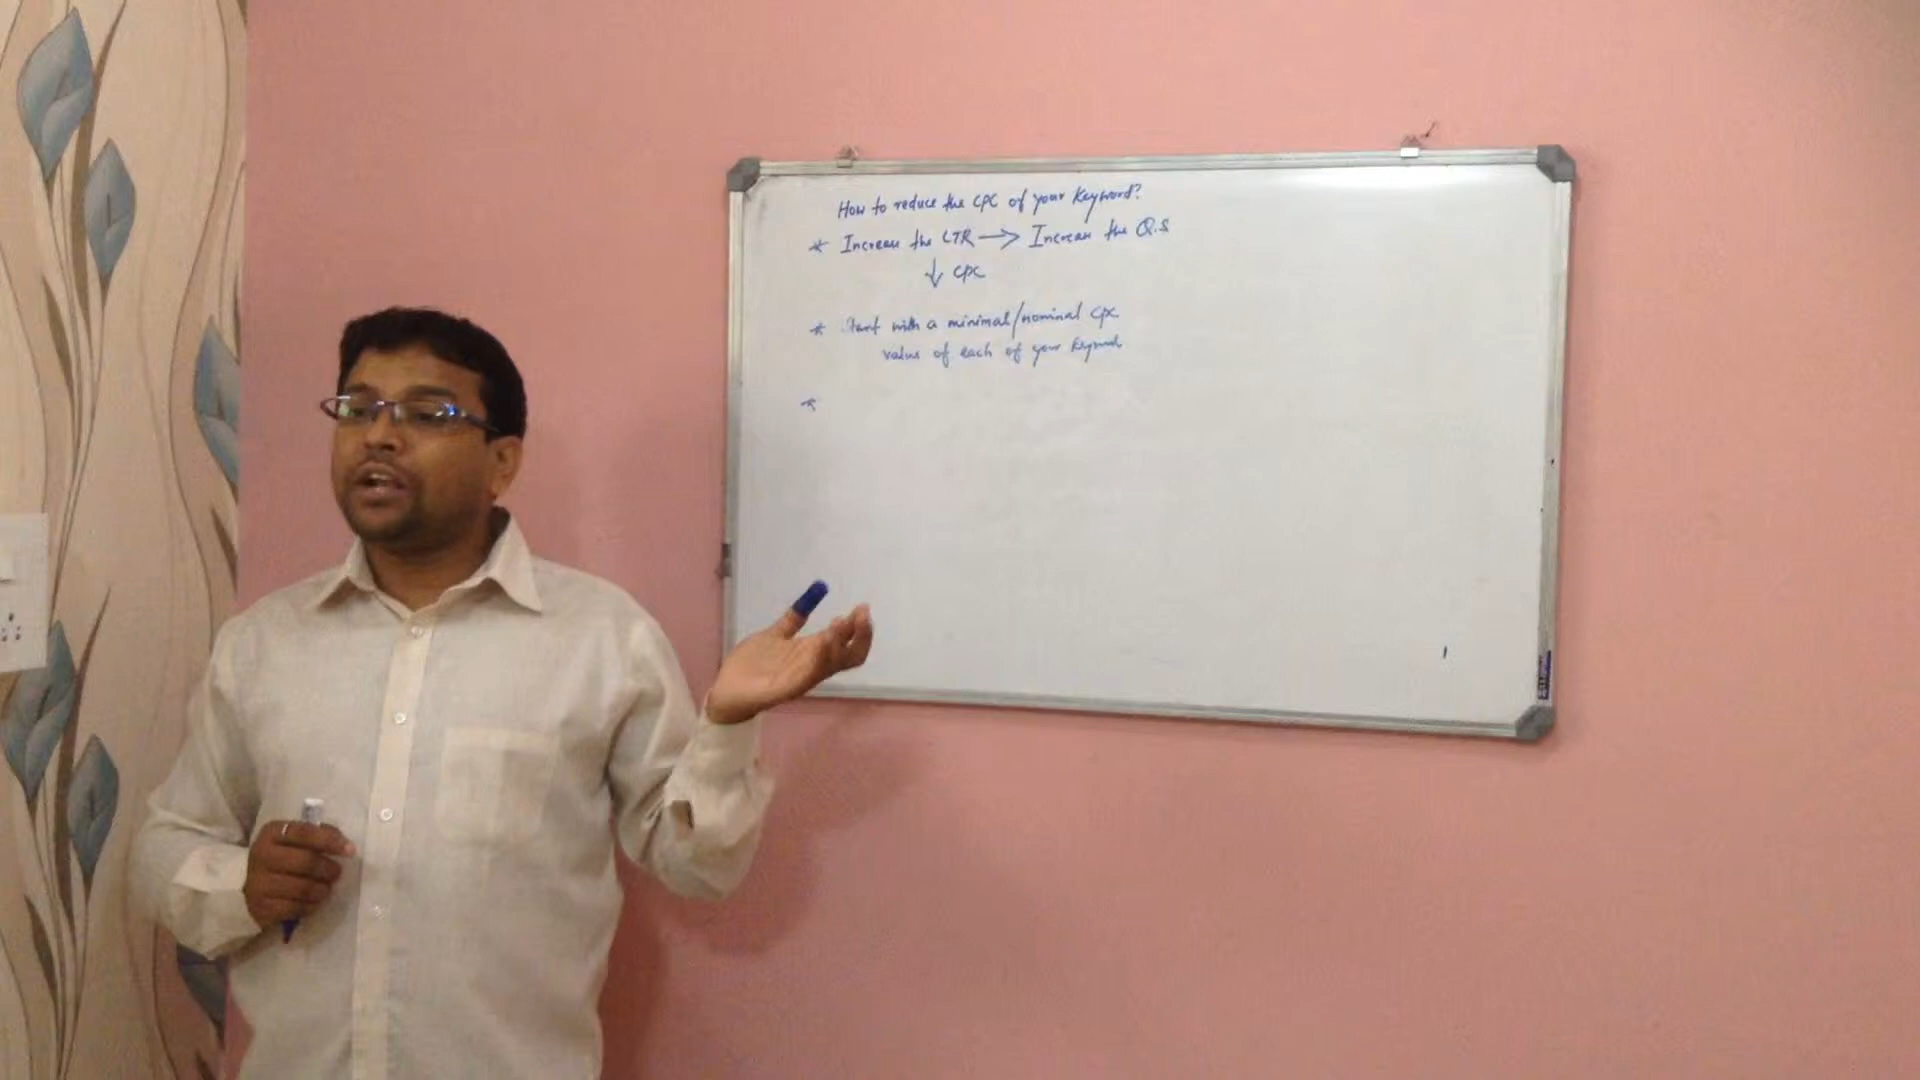 How to reduce the CPC of your Keyword?
* Increase the CTR → Increase the Q.S
↓ CPC
* Start with a minimal/nominal CPC
value of each of your Keyword
*